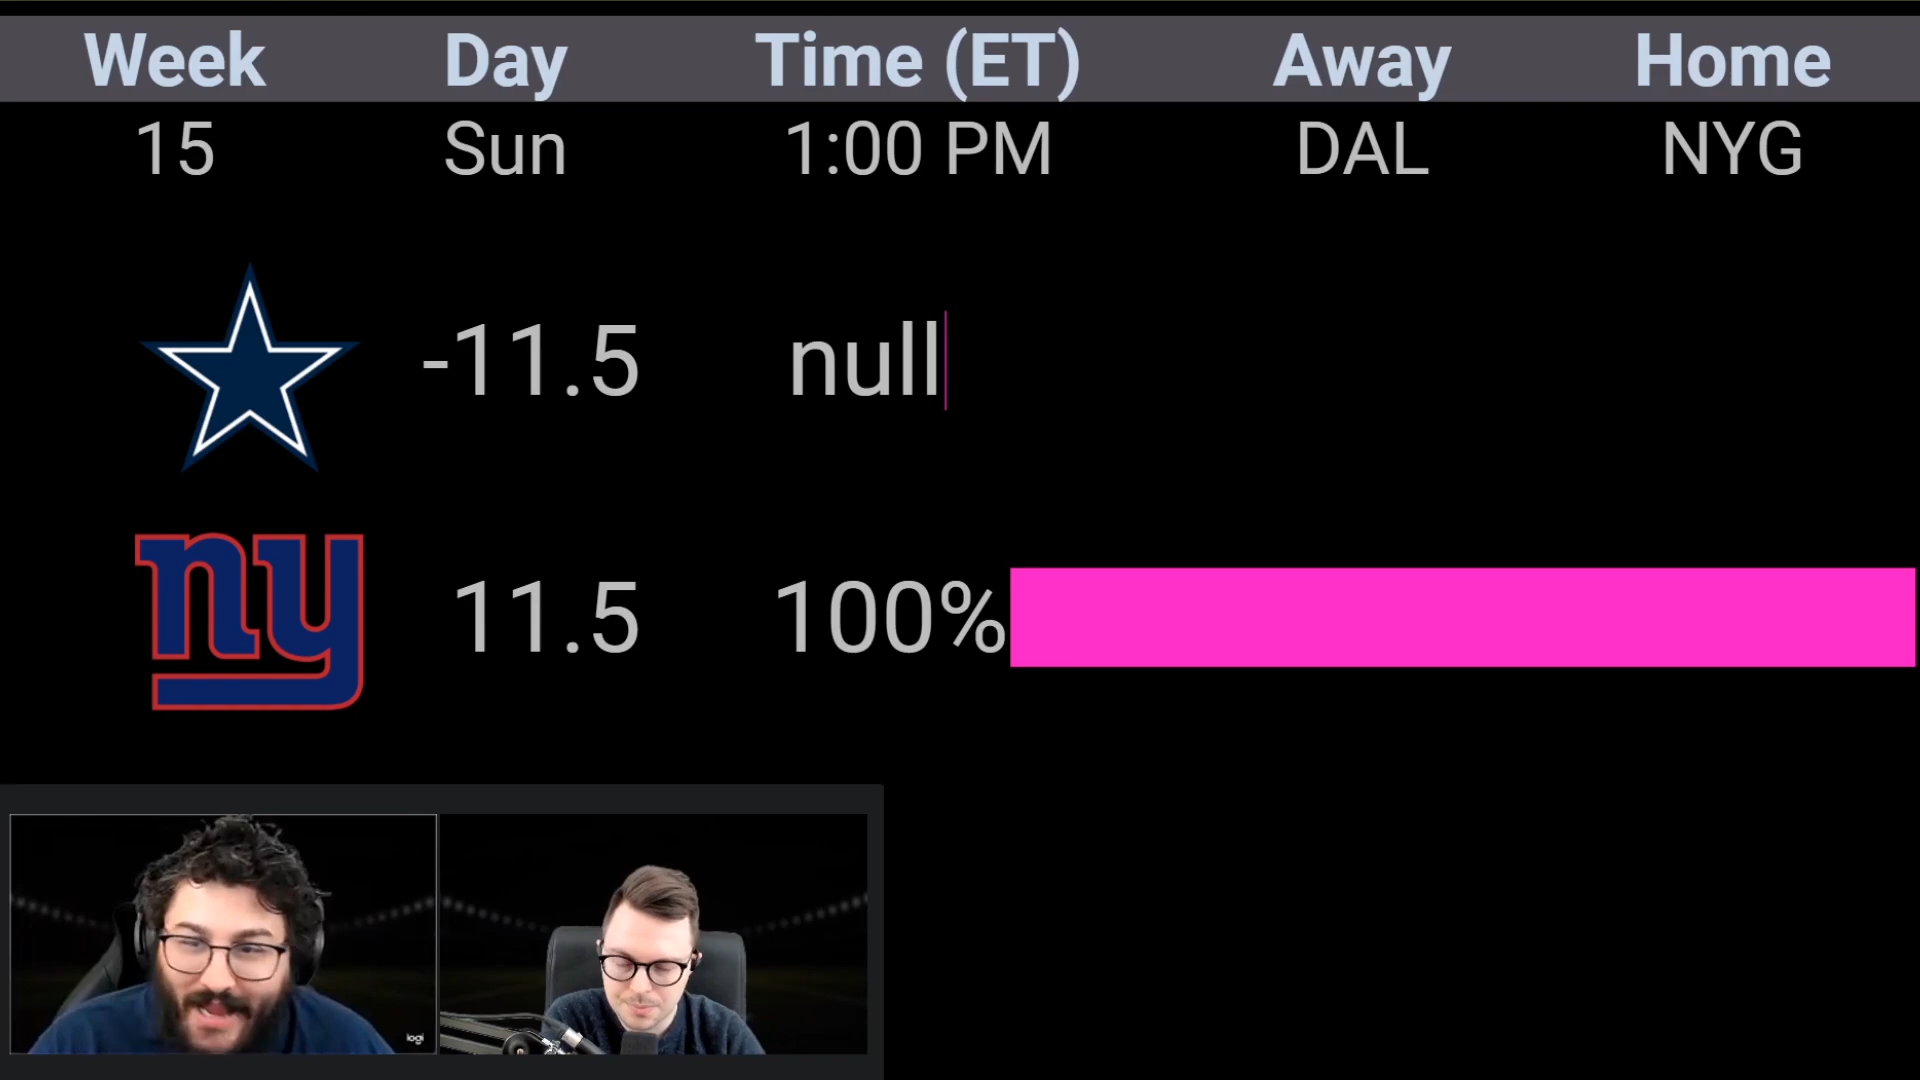 Week Day Time (ET) Away Home
15 Sun 1:00 PM DAL NYG
-11.5 null
ny 11.5 100%
logi